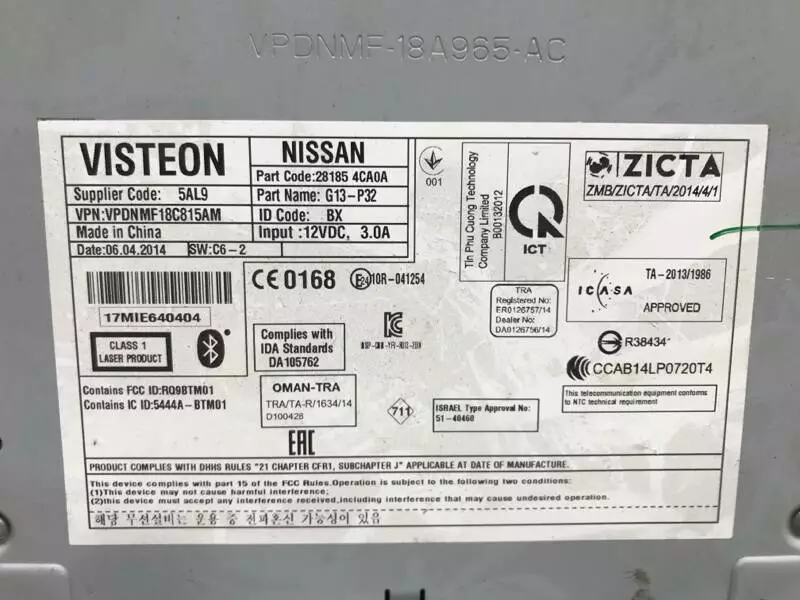 VPDNMF-18A965-AC
VISTEON
Supplier Code: 5AL9
VPN:VPDNMF18C815AM
Made in China
Date:06.04.2014 SW:C6-2
NISSAN
Part Code:28185 4CA0A
Part Name: G13-P32
ID Code: BX
Input :12VDC, 3.0A
001
Tin Phu Cuong Technology
Company Limited
B00132012
ICT
ZICTA
ZMB/ZICTA/TA/2014/4/1
17MIE640404
CE 0168
10R-041254
TRA
Registered No:
ER0126757/14
Dealer No:
DA0126756/14
ICASA
TA-2013/1986
APPROVED
CLASS 1
LASER PRODUCT
Complies with
IDA Standards
DA105762
R38434
CCAB14LP0720T4
Contains FCC ID:RQ9BTM01
Contains IC ID:5444A-BTM01
OMAN-TRA
TRA/TA-R/1634/14
D100428
711
ISRAEL Type Approval No:
51-40460
This telecommunication equipment conforms
to NTC technical requirement
EAC
PRODUCT COMPLIES WITH DHHS RULES "21 CHAPTER CFR1, SUBCHAPTER J" APPLICABLE AT DATE OF MANUFACTURE.
This device complies with part 15 of the FCC Rules.Operation is subject to the following two conditions:
(1)This device may not cause harmful interference;
(2)this device must accept any interference received,including interference that may cause undesired operation.
해당 무선설비는 운용 중 전파혼신 가능성이 있음